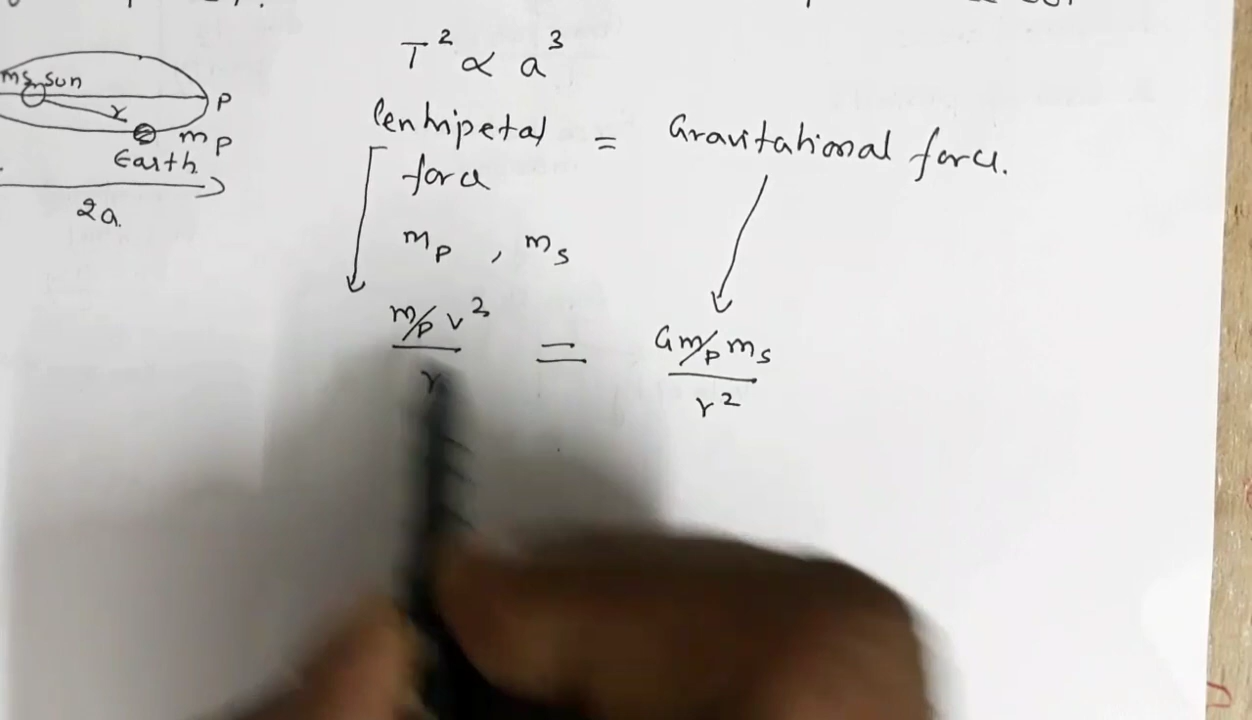 T² ∝ a³
ms sun
r
P
mp
Earth
2a.
Centripetal force = Gravitational force.
mp , ms
mp v² / r = G mp ms / r²